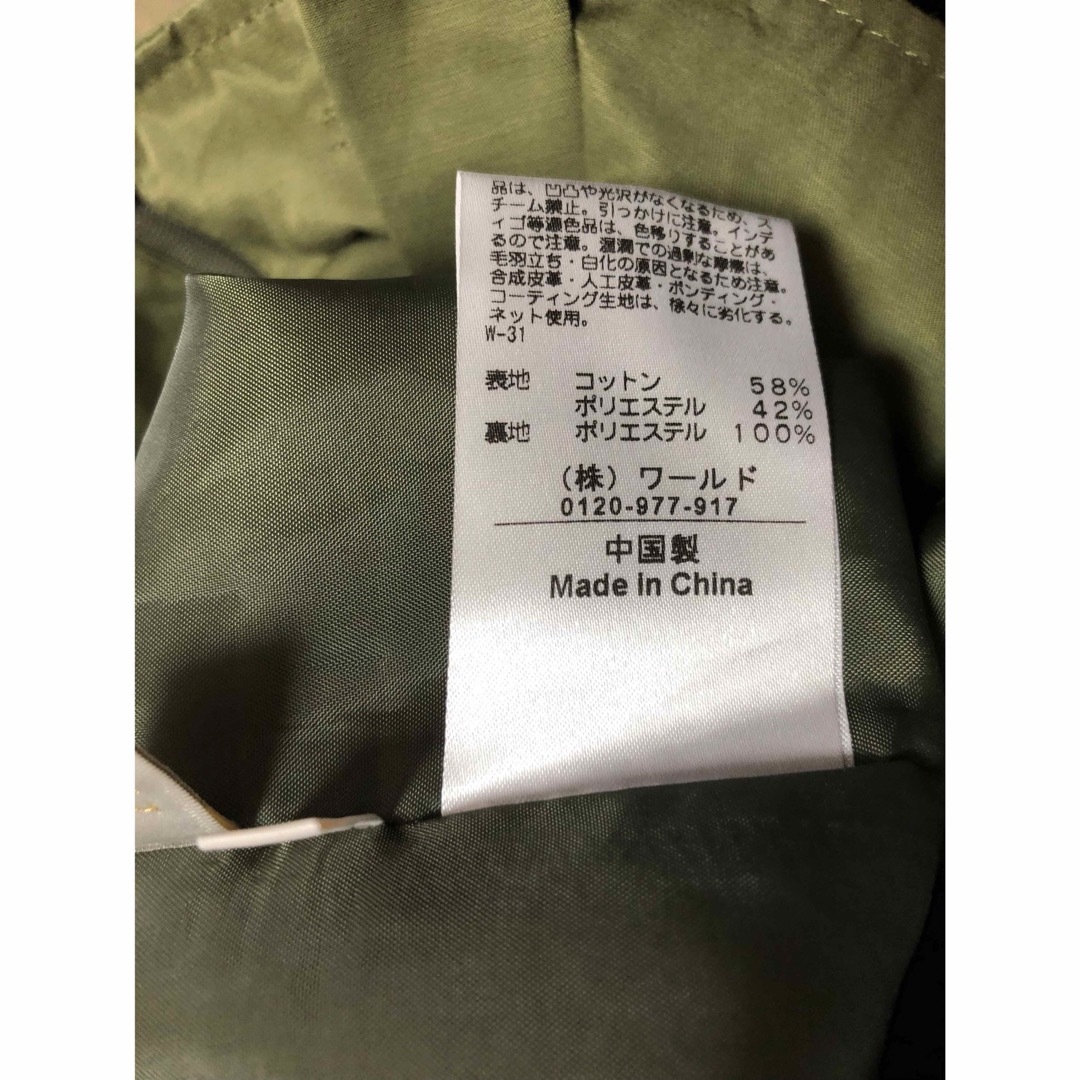 品は、凹凸や光沢がなくなるため、ス
チーム禁止。引っかけに注意。インデ
ィゴ等濃色品は、色移りすることがあ
るので注意。湿潤での過剰な摩擦は、
毛羽立ち・白化の原因となるため注意。
合成皮革・人工皮革・ボンディング・
コーティング生地は、徐々に劣化する。
ネット使用。
W-31
表地 コットン 58%
ポリエステル 42%
裏地 ポリエステル 100%
(株)ワールド
0120-977-917
中国製
Made in China